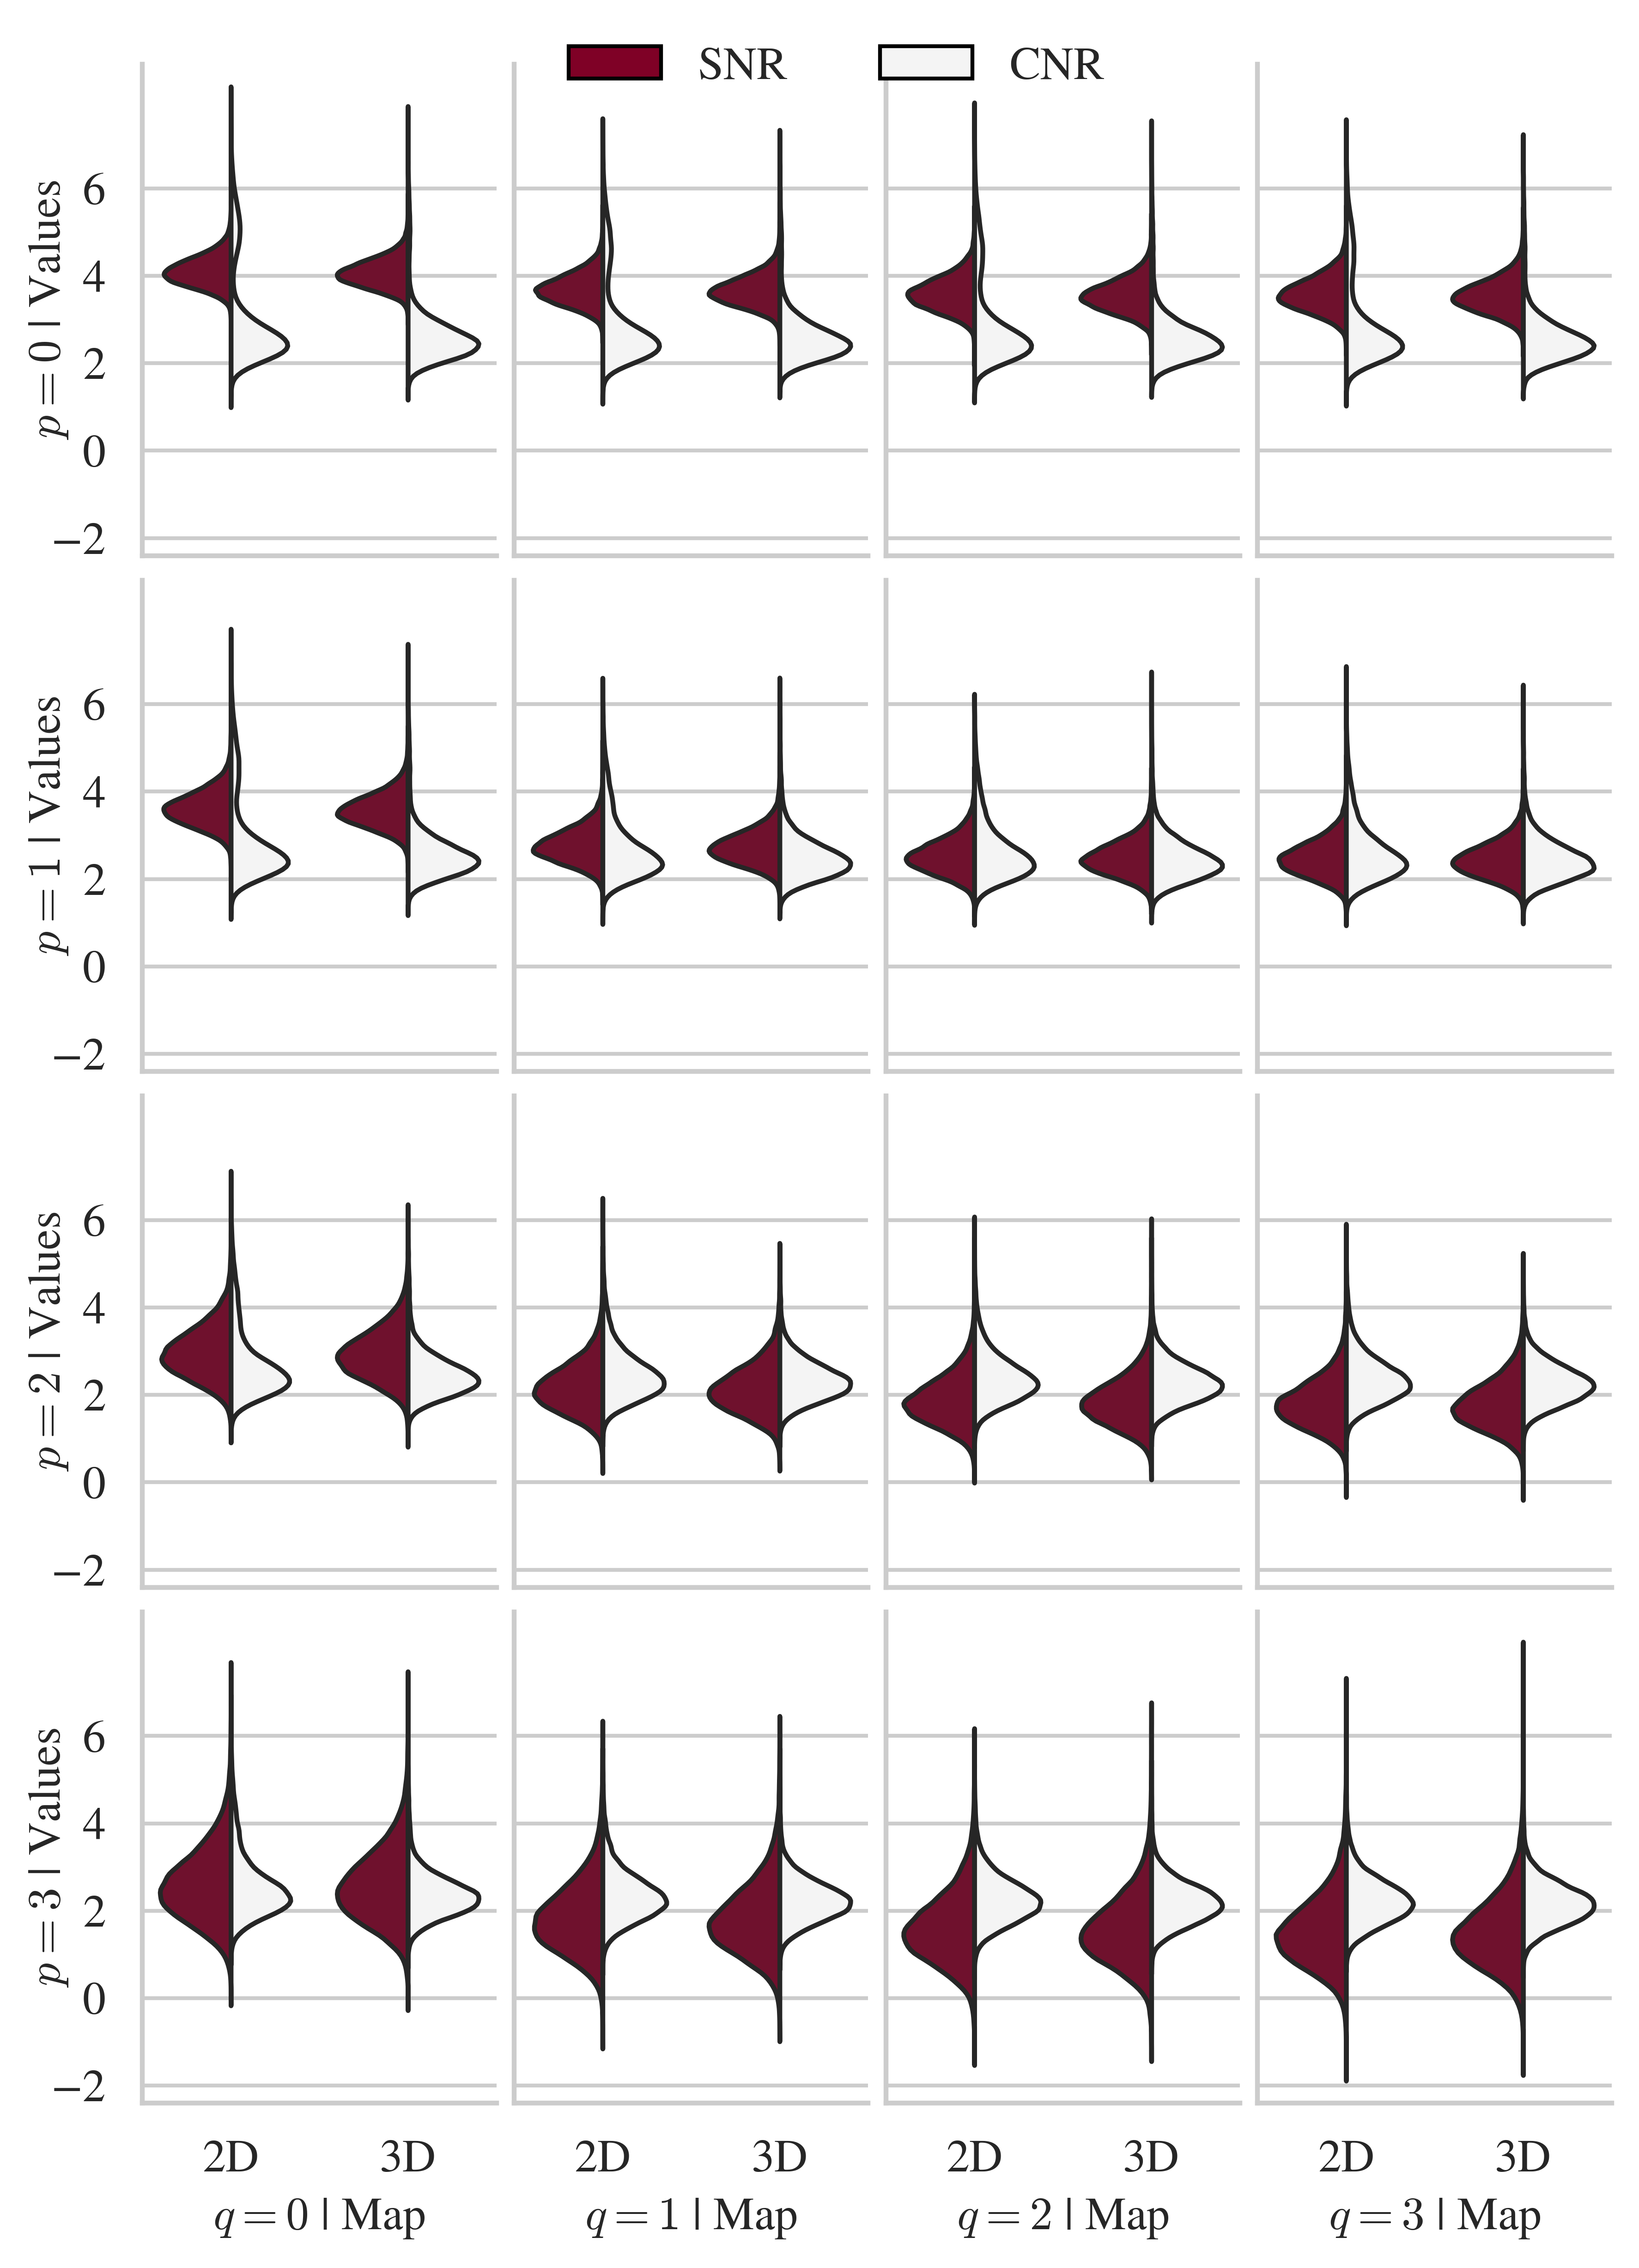 SNR CNR
p = 0 | Values
6
4
2
0
−2
p = 1 | Values
6
4
2
0
−2
p = 2 | Values
6
4
2
0
−2
p = 3 | Values
6
4
2
0
−2
2D 3D 2D 3D 2D 3D 2D 3D
q = 0 | Map q = 1 | Map q = 2 | Map q = 3 | Map